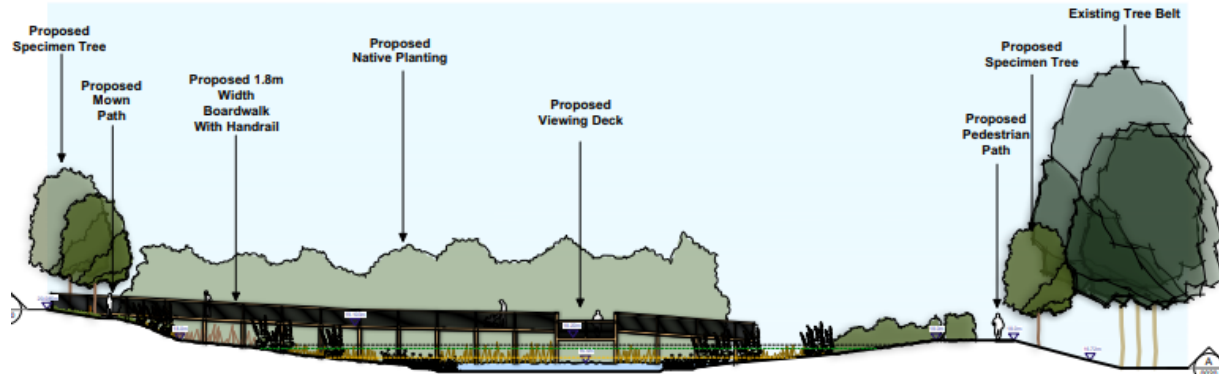 Proposed
Specimen Tree
Proposed
Mown
Path
Proposed 1.8m
Width
Boardwalk
With Handrail
Proposed
Native Planting
Proposed
Viewing Deck
Proposed
Pedestrian
Path
Proposed
Specimen Tree
Existing Tree Belt
A